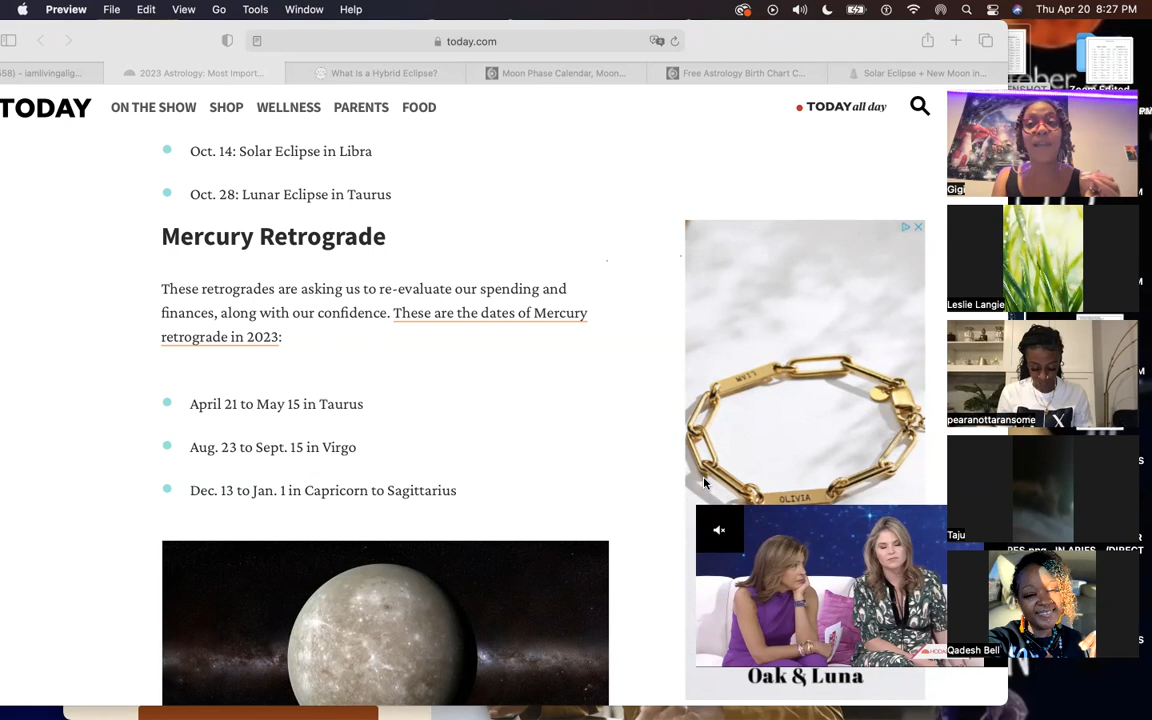 Preview File Edit View Go Tools Window Help Thu Apr 20 8:27 PM
today.com
58) - iamlivingalig...
2023 Astrology: Most Import...
What Is a Hybrid Eclipse?
Moon Phase Calendar, Moon...
Free Astrology Birth Chart C...
Solar Eclipse + New Moon in...
TODAY
ON THE SHOW SHOP WELLNESS PARENTS FOOD
TODAY all day
Oct. 14: Solar Eclipse in Libra
Oct. 28: Lunar Eclipse in Taurus
Mercury Retrograde
These retrogrades are asking us to re-evaluate our spending and
finances, along with our confidence. These are the dates of Mercury
retrograde in 2023:
April 21 to May 15 in Taurus
Aug. 23 to Sept. 15 in Virgo
Dec. 13 to Jan. 1 in Capricorn to Sagittarius
OLIVIA
Oak & Luna
Gigi
Leslie Langie
pearanottaransome
Taju
Qadesh Bell